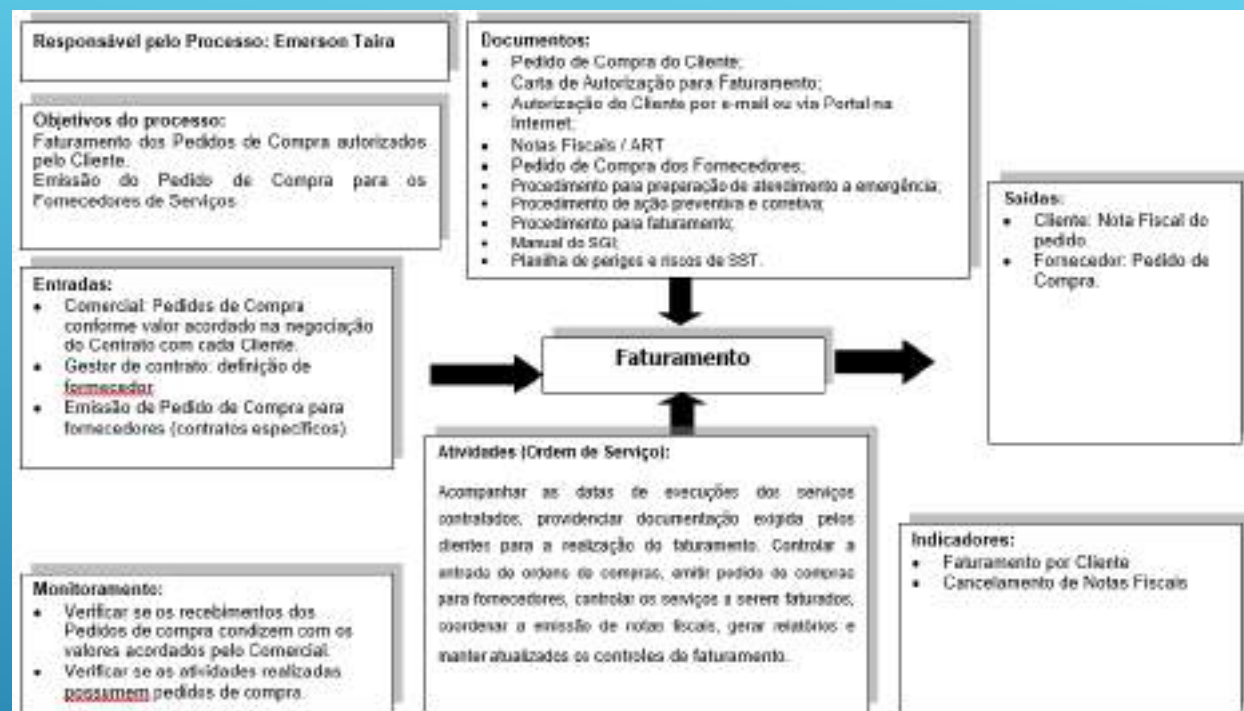 Responsável pelo Processo: Emerson Taira
Objetivos do processo:
Faturamento dos Pedidos de Compra autorizados
pelo Cliente.
Emissão do Pedido de Compra para os
Fornecedores de Serviços
Entradas:
• Comercial: Pedidos de Compra
conforme valor acordado na negociação
do Contrato com cada Cliente.
• Gestor de contrato: definição de
fornecedor
• Emissão de Pedido de Compra para
fornecedores (contratos específicos)
Monitoramento:
• Verificar se os recebimentos dos
Pedidos de compra condizem com os
valores acordados pelo Comercial.
• Verificar se as atividades realizadas
possumem pedidos de compra.
Documentos:
• Pedido de Compra do Cliente;
• Carta de Autorização para Faturamento;
• Autorização do Cliente por e-mail ou via Portal na
Internet;
• Notas Fiscais / ART
• Pedido de Compra dos Fornecedores;
• Procedimento para preparação de atendimento a emergência;
• Procedimento de ação preventiva e corretiva;
• Procedimento para faturamento;
• Manual do SGI;
• Planilha de perigos e riscos de SST.
Faturamento
Atividades (Ordem de Serviço):
Acompanhar as datas de execuções dos serviços
contratados, providenciar documentação exigida pelos
clientes para a realização do faturamento. Controlar a
entrada de ordens de compras, emitir pedido de compras
para fornecedores, controlar os serviços a serem faturados,
coordenar a emissão de notas fiscais, gerar relatórios e
manter atualizados os controles de faturamento.
Saídas:
• Cliente: Nota Fiscal do
pedido.
• Fornecedor: Pedido de
Compra.
Indicadores:
• Faturamento por Cliente
• Cancelamento de Notas Fiscais